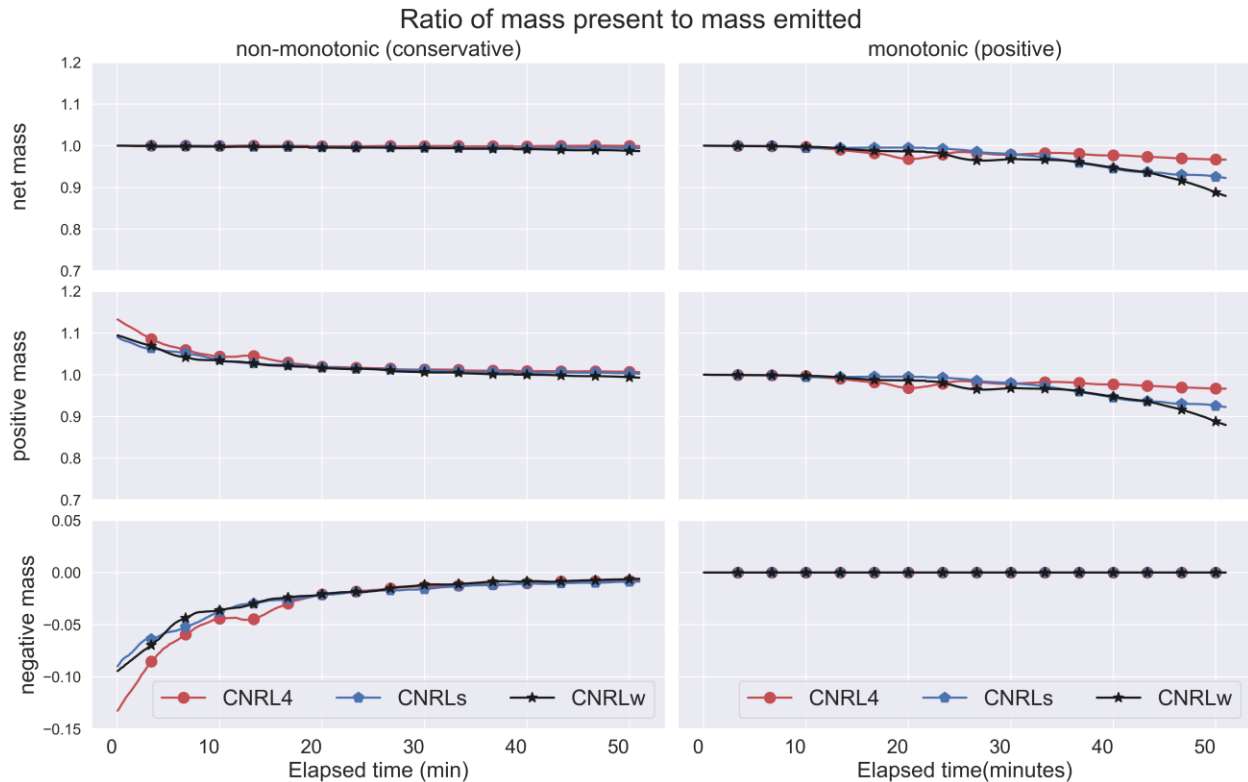 Ratio of mass present to mass emitted
non-monotonic (conservative)
monotonic (positive)
net mass
1.2
1.1
1.0
0.9
0.8
0.7
positive mass
1.2
1.1
1.0
0.9
0.8
0.7
negative mass
0.05
0.00
−0.05
−0.10
−0.15
CNRL4 CNRLs CNRLw
CNRL4 CNRLs CNRLw
0 10 20 30 40 50
0 10 20 30 40 50
Elapsed time (min)
Elapsed time(minutes)